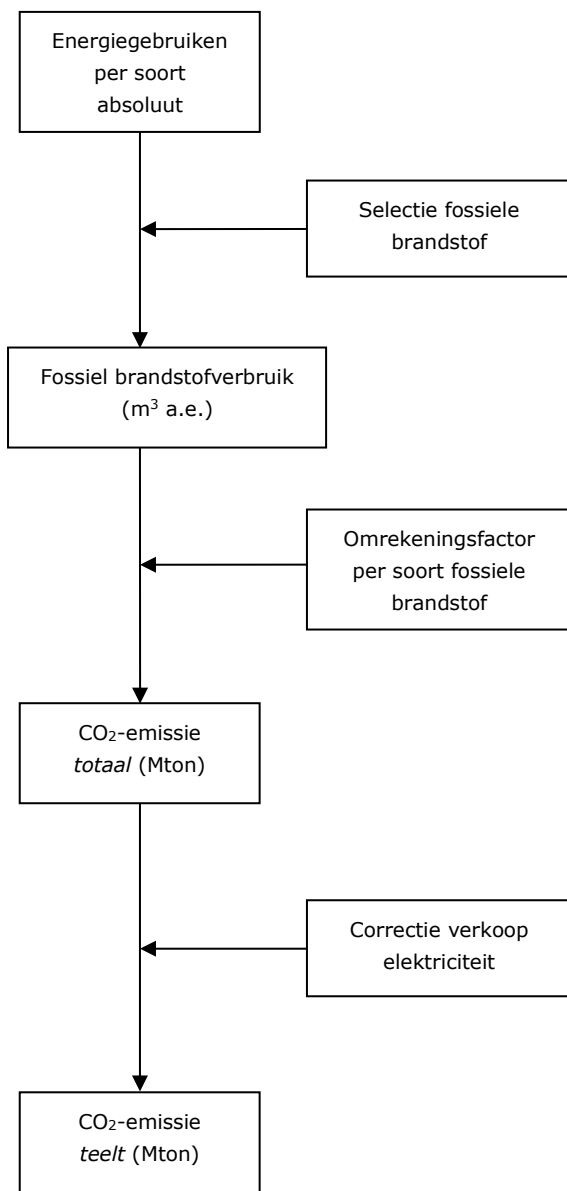 Energiegebruiken
per soort
absoluut
Selectie fossiele
brandstof
Fossiel brandstofverbruik
(m³ a.e.)
Omrekeningsfactor
per soort fossiele
brandstof
CO₂-emissie
totaal (Mton)
Correctie verkoop
elektriciteit
CO₂-emissie
teelt (Mton)